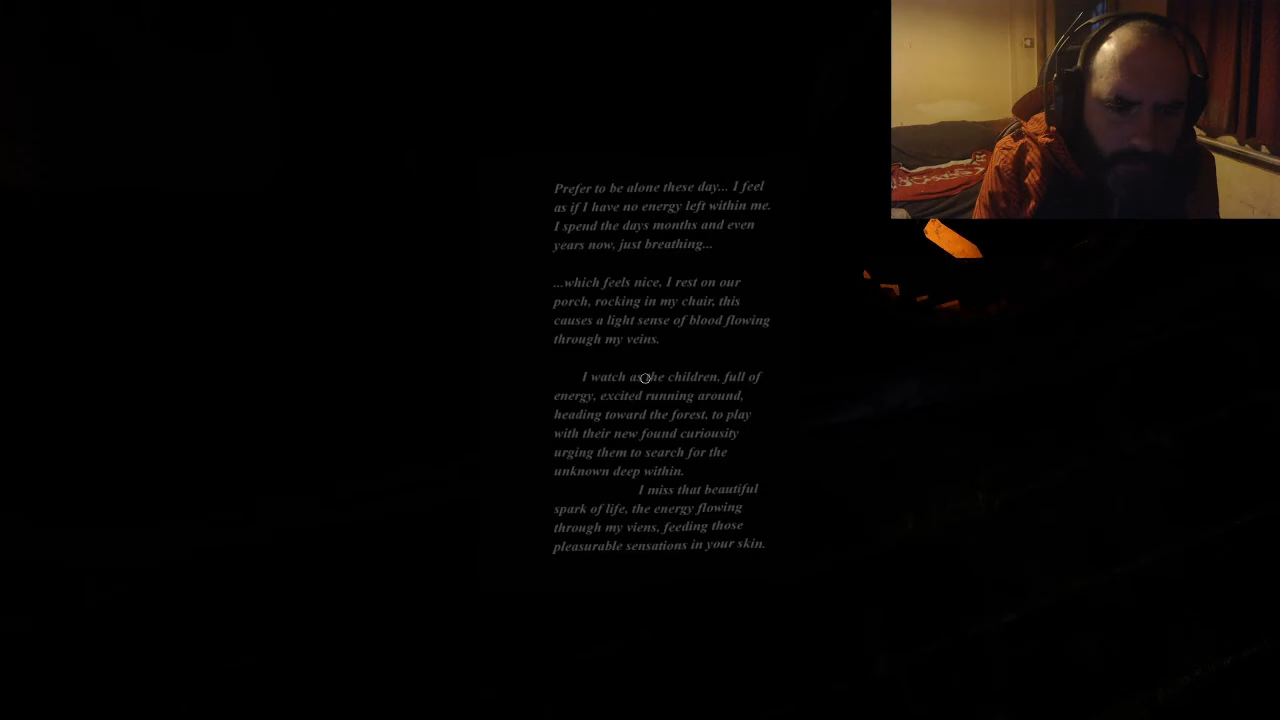 Prefer to be alone these day... I feel
as if I have no energy left within me.
I spend the days months and even
years now, just breathing...
...which feels nice, I rest on our
porch, rocking in my chair, this
causes a light sense of blood flowing
through my veins.
I watch as the children, full of
energy, excited running around,
heading toward the forest, to play
with their new found curiousity
urging them to search for the
unknown deep within.
I miss that beautiful
spark of life, the energy flowing
through my viens, feeding those
pleasurable sensations in your skin.